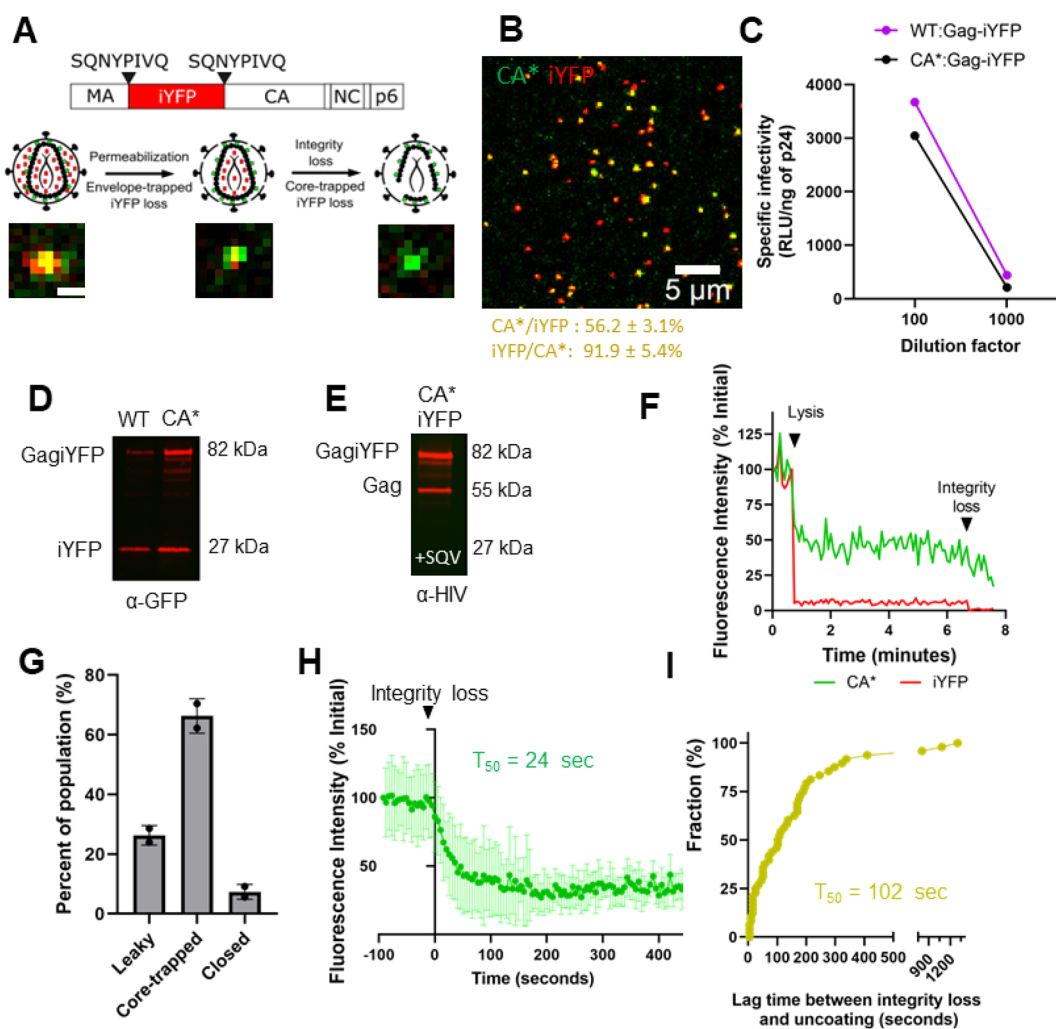 A
SQNYPIVQ SQNYPIVQ
MA iYFP CA NC p6
Permeabilization
Envelope-trapped
iYFP loss
Integrity
loss
Core-trapped
iYFP loss
B
CA* iYFP
5 μm
CA*/iYFP : 56.2 ± 3.1%
iYFP/CA*: 91.9 ± 5.4%
C
WT:Gag-iYFP
CA*:Gag-iYFP
Specific infectivity
(RLU/ng of p24)
4000
3000
2000
1000
0
100 1000
Dilution factor
D
WT CA*
GagiYFP 82 kDa
iYFP 27 kDa
α-GFP
E
CA*
iYFP
GagiYFP 82 kDa
Gag 55 kDa
+SQV 27 kDa
α-HIV
F
Fluorescence Intensity (% Initial)
125
100
75
50
25
0
Lysis
Integrity
loss
0 2 4 6 8
Time (minutes)
CA* iYFP
G
Percent of population (%)
80
60
40
20
0
Leaky
Core-trapped
Closed
H
Fluorescence Intensity (% Initial)
Integrity loss
150
100
50
T50 = 24 sec
-100 0 100 200 300 400
Time (seconds)
I
Fraction (%)
100
75
50
25
0
T50 = 102 sec
0 100 200 300 400 500 900 1200
Lag time between integrity loss
and uncoating (seconds)